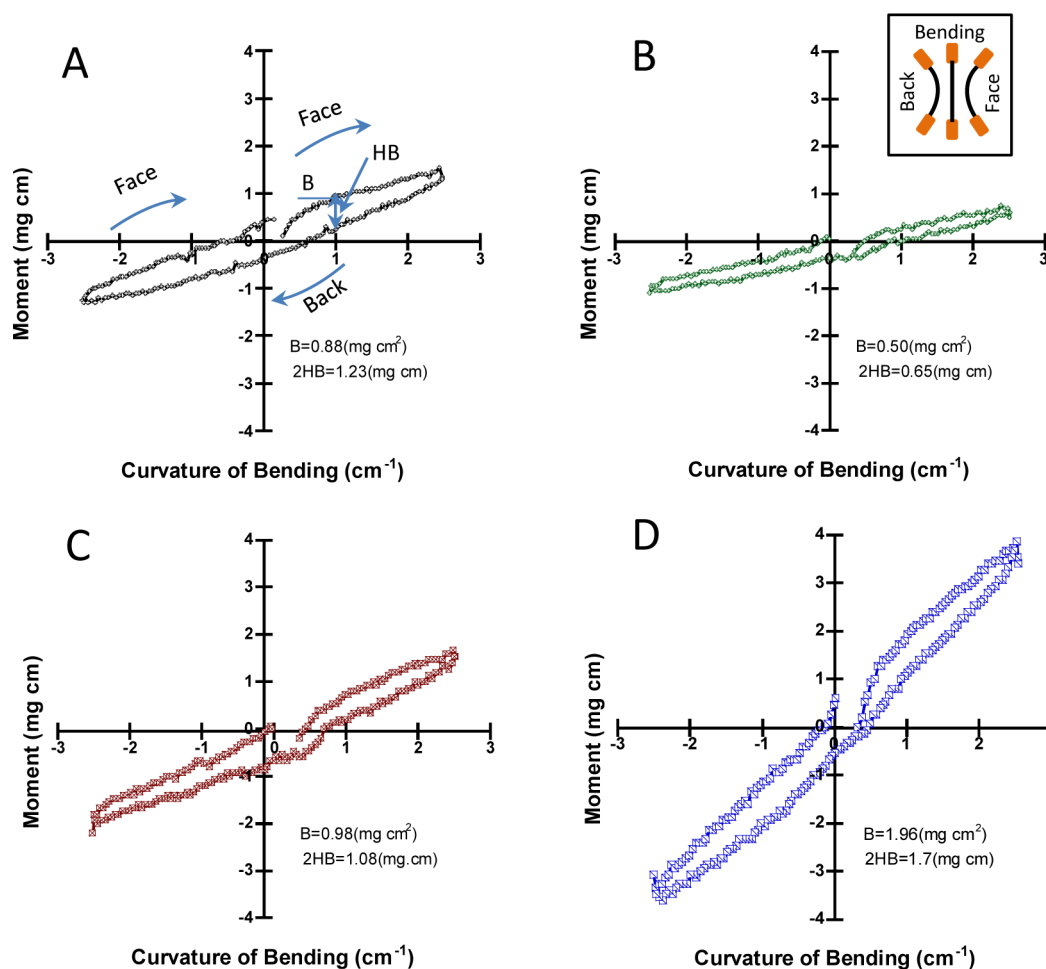 A
4
3
2
1
0
-1
-2
-3
-4
-3
-2
-1
0
1
2
3
Face
Face
HB
B
Back
Moment (mg cm)
B=0.88(mg cm²)
2HB=1.23(mg cm)
Curvature of Bending (cm⁻¹)
B
Bending
Back
Face
4
3
2
1
0
-1
-2
-3
-4
-3
-2
-1
0
1
2
3
Moment (mg cm)
B=0.50(mg cm²)
2HB=0.65(mg cm)
Curvature of Bending (cm⁻¹)
C
4
3
2
1
0
-1
-2
-3
-4
-3
-2
-1
0
1
2
3
Moment (mg cm)
B=0.98(mg cm²)
2HB=1.08(mg.cm)
Curvature of Bending (cm⁻¹)
D
4
3
2
1
0
-1
-2
-3
-4
-3
-2
-1
0
1
2
Moment (mg cm)
B=1.96(mg cm²)
2HB=1.7(mg cm)
Curvature of Bending (cm⁻¹)